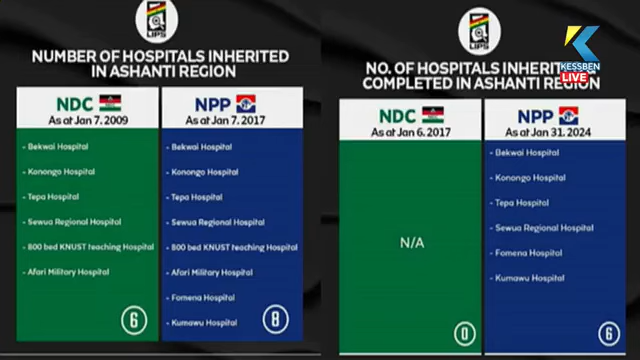 LIPS
NUMBER OF HOSPITALS INHERITED
IN ASHANTI REGION
NDC
As at Jan 7, 2009
- Bekwai Hospital
- Konongo Hospital
- Tepa Hospital
- Sewua Regional Hospital
- 800 bed KNUST teaching Hospital
- Afari Military Hospital
6
NPP
As at Jan 7, 2017
- Bekwai Hospital
- Konongo Hospital
- Tepa Hospital
- Sewua Regional Hospital
- 800 bed KNUST teaching Hospital
- Afari Military Hospital
- Fomena Hospital
- Kumawu Hospital
8
LIPS
KESSBEN
LIVE
NO. OF HOSPITALS INHERITED &
COMPLETED IN ASHANTI REGION
NDC
As at Jan 6, 2017
N/A
0
NPP
As at Jan 31, 2024
- Bekwai Hospital
- Konongo Hospital
- Tepa Hospital
- Sewua Regional Hospital
- Fomena Hospital
- Kumawu Hospital
6